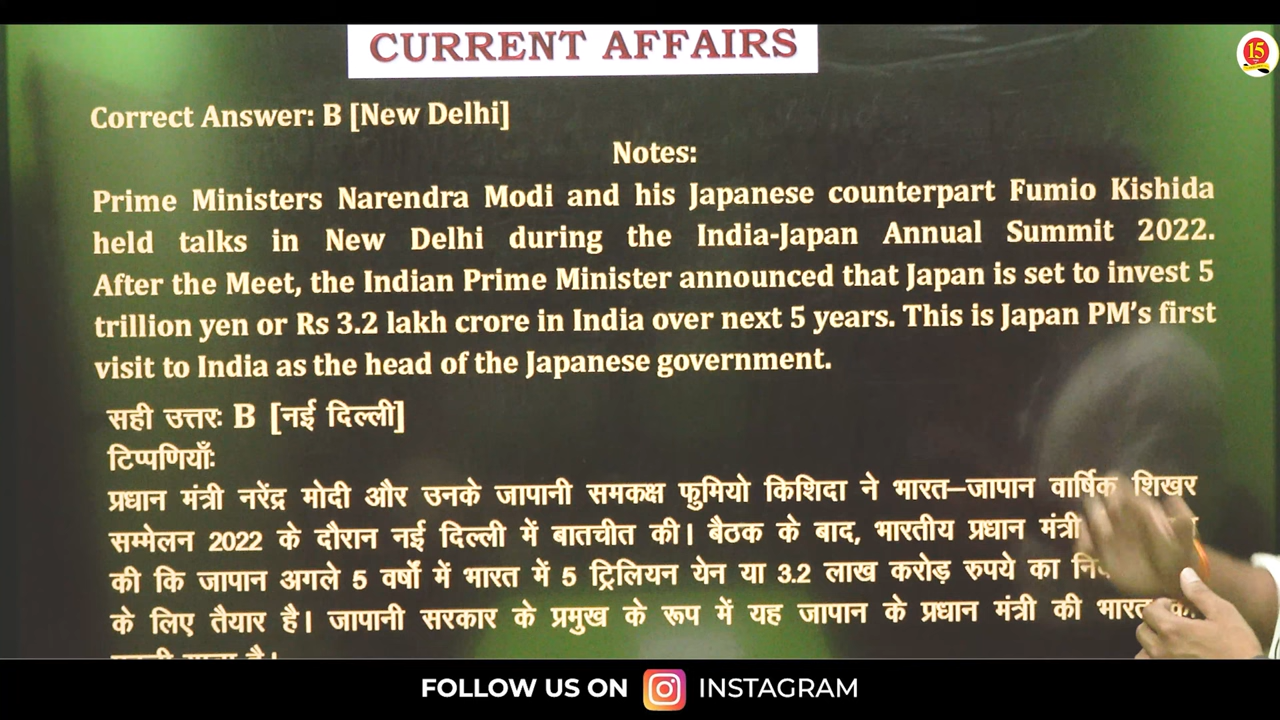 CURRENT AFFAIRS
15
Correct Answer: B [New Delhi]
Notes:
Prime Ministers Narendra Modi and his Japanese counterpart Fumio Kishida
held talks in New Delhi during the India-Japan Annual Summit 2022.
After the Meet, the Indian Prime Minister announced that Japan is set to invest 5
trillion yen or Rs 3.2 lakh crore in India over next 5 years. This is Japan PM's first
visit to India as the head of the Japanese government.
सही उत्तरः B [नई दिल्ली]
टिप्पणियाँः
प्रधान मंत्री नरेंद्र मोदी और उनके जापानी समकक्ष फुमियो किशिदा ने भारत–जापान वार्षिक शिखर
सम्मेलन 2022 के दौरान नई दिल्ली में बातचीत की। बैठक के बाद, भारतीय प्रधान मंत्री
की कि जापान अगले 5 वर्षों में भारत में 5 ट्रिलियन येन या 3.2 लाख करोड़ रुपये का
के लिए तैयार है। जापानी सरकार के प्रमुख के रूप में यह जापान के प्रधान मंत्री की भारत
है।
FOLLOW US ON INSTAGRAM